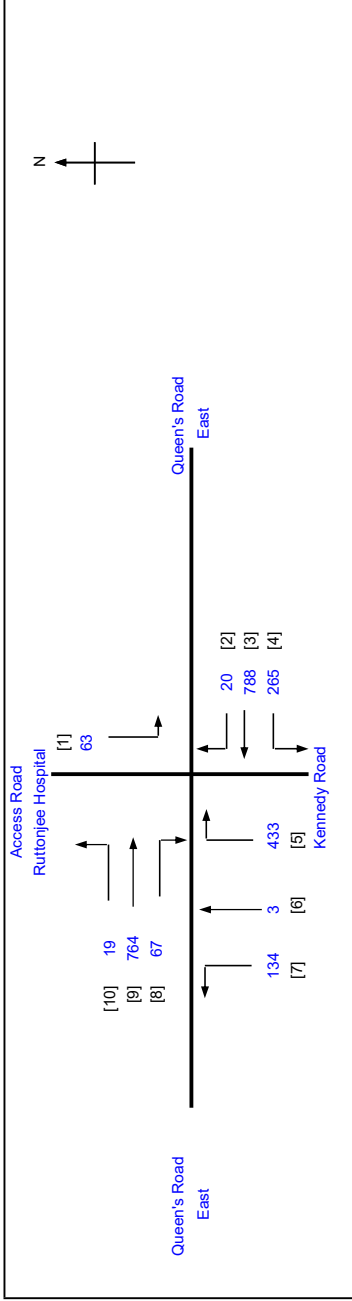 Access Road
Ruttonjee Hospital
N
[1]
63
Queen's Road
East
[10] 19
[9] 764
[8] 67
20 [2]
788 [3]
265 [4]
Queen's Road
East
134 3 433
[7] [6] [5]
Kennedy Road